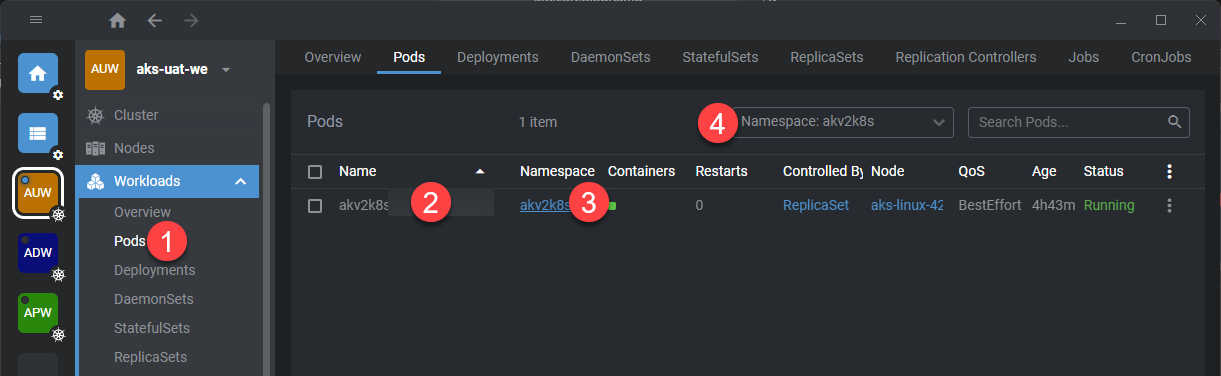 AUW aks-uat-we
Overview Pods Deployments DaemonSets StatefulSets ReplicaSets Replication Controllers Jobs CronJobs
Cluster
Nodes
Workloads
Overview
Pods 1
Deployments
DaemonSets
StatefulSets
ReplicaSets
AUW
ADW
APW
Pods 1 item 4 Namespace: akv2k8s Search Pods...
Name Namespace Containers Restarts Controlled By Node QoS Age Status
akv2k8s 2 akv2k8s 3 0 ReplicaSet aks-linux-42 BestEffort 4h43m Running